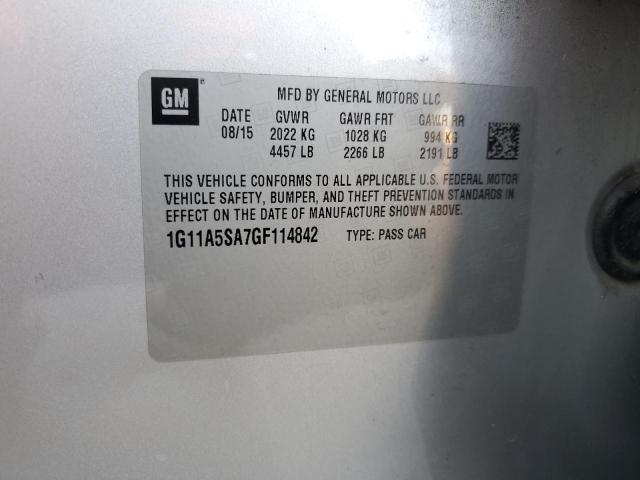 GM ® MFD BY GENERAL MOTORS LLC
DATE GVWR GAWR FRT GAWR RR
08/15 2022 KG 1028 KG 994 KG
4457 LB 2266 LB 2191 LB
THIS VEHICLE CONFORMS TO ALL APPLICABLE U.S. FEDERAL MOTOR
VEHICLE SAFETY, BUMPER, AND THEFT PREVENTION STANDARDS IN
EFFECT ON THE DATE OF MANUFACTURE SHOWN ABOVE.
1G11A5SA7GF114842 TYPE: PASS CAR